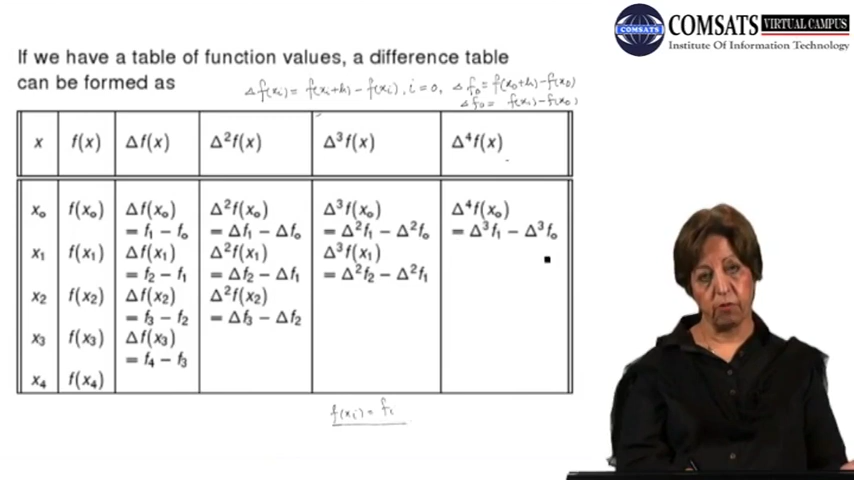 COMSATS VIRTUAL CAMPUS
Institute Of Information Technology
COMSATS
If we have a table of function values, a difference table
can be formed as
Δf(xᵢ) = f(xᵢ+h) − f(xᵢ), i=0, Δf₀ = f(x₀+h) − f(x₀)
Δf₀ = f(x₁) − f(x₀)
x f(x) Δf(x) Δ²f(x) Δ³f(x) Δ⁴f(x)
x₀ f(x₀) Δf(x₀) Δ²f(x₀) Δ³f(x₀) Δ⁴f(x₀)
= f₁ − f₀ = Δf₁ − Δf₀ = Δ²f₁ − Δ²f₀ = Δ³f₁ − Δ³f₀
x₁ f(x₁) Δf(x₁) Δ²f(x₁) Δ³f(x₁)
= f₂ − f₁ = Δf₂ − Δf₁ = Δ²f₂ − Δ²f₁
x₂ f(x₂) Δf(x₂) Δ²f(x₂)
= f₃ − f₂ = Δf₃ − Δf₂
x₃ f(x₃) Δf(x₃)
= f₄ − f₃
x₄ f(x₄)
f(xᵢ) = fᵢ